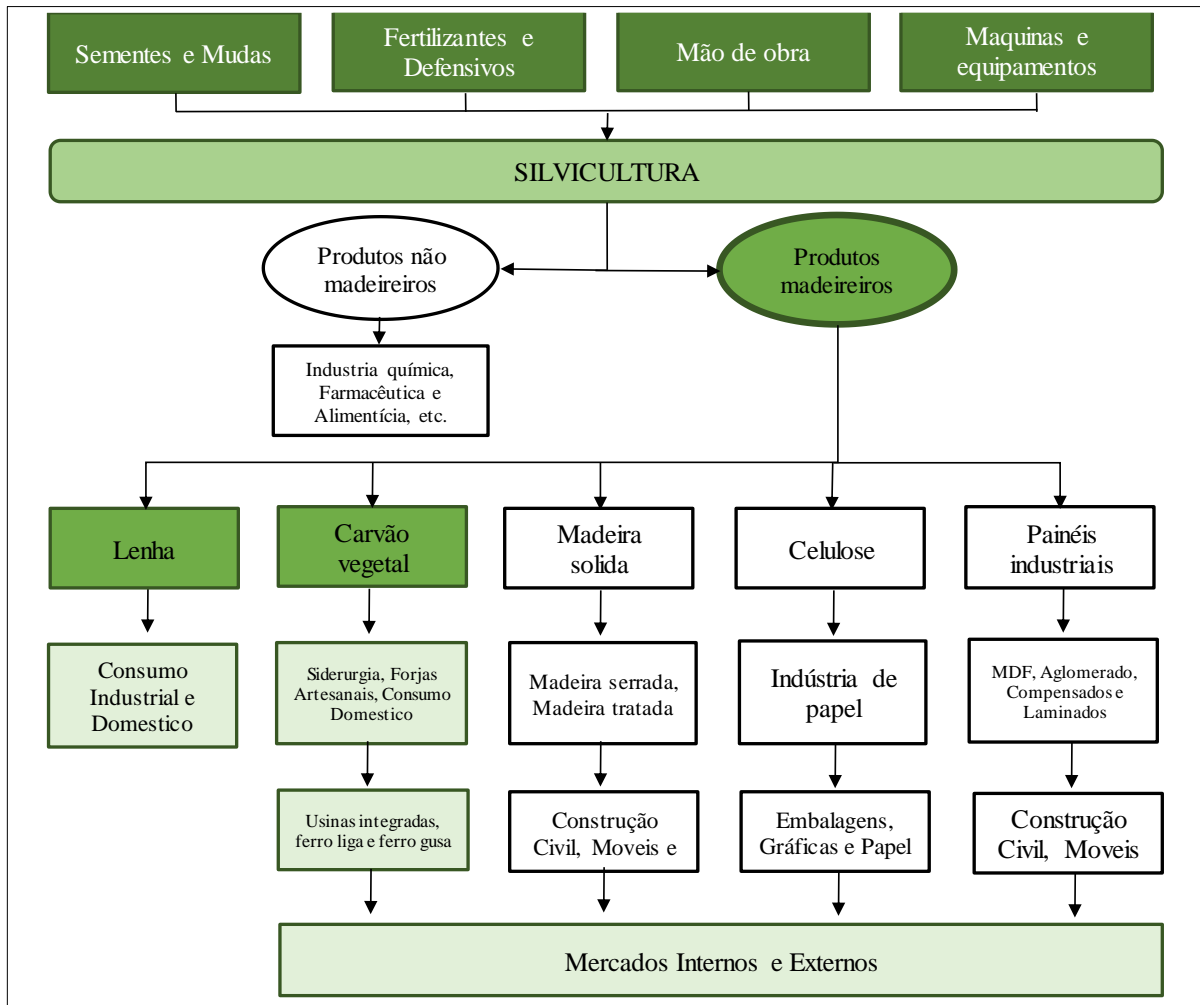 Sementes e Mudas
Fertilizantes e
Defensivos
Mão de obra
Maquinas e
equipamentos
SILVICULTURA
Produtos não
madeireiros
Produtos
madeireiros
Industria química,
Farmacêutica e
Alimentícia, etc.
Lenha
Carvão
vegetal
Madeira
solida
Celulose
Painéis
industriais
Consumo
Industrial e
Domestico
Siderurgia, Forjas
Artesanais, Consumo
Domestico
Madeira serrada,
Madeira tratada
Indústria de
papel
MDF, Aglomerado,
Compensados e
Laminados
Usinas integradas,
ferro liga e ferro gusa
Construção
Civil, Moveis e
Embalagens,
Gráficas e Papel
Construção
Civil, Moveis
Mercados Internos e Externos